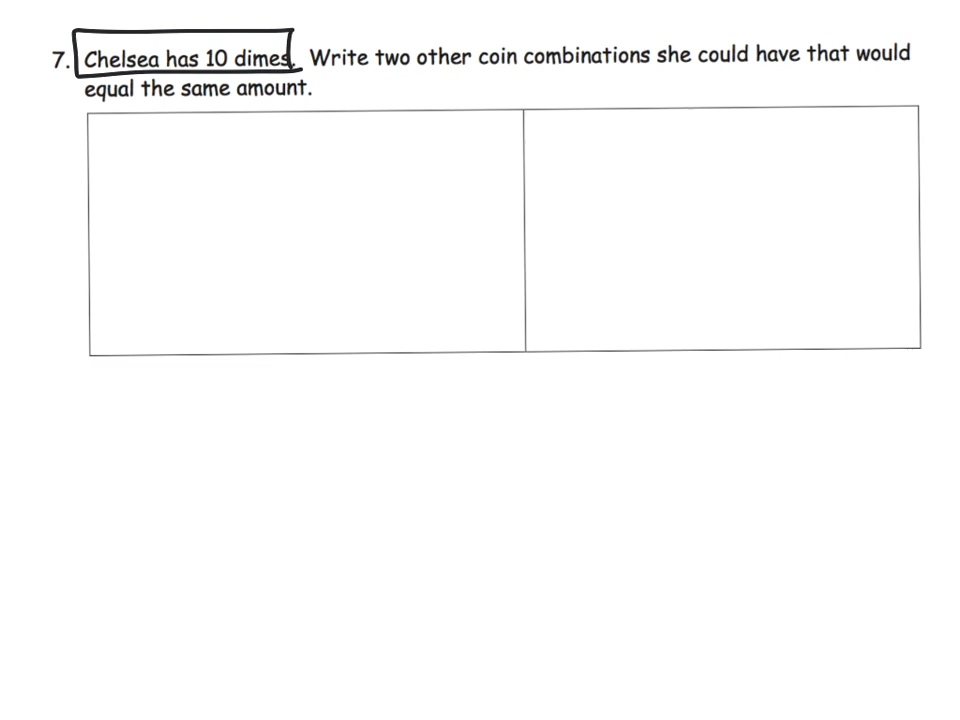 7. Chelsea has 10 dimes. Write two other coin combinations she could have that would
equal the same amount.